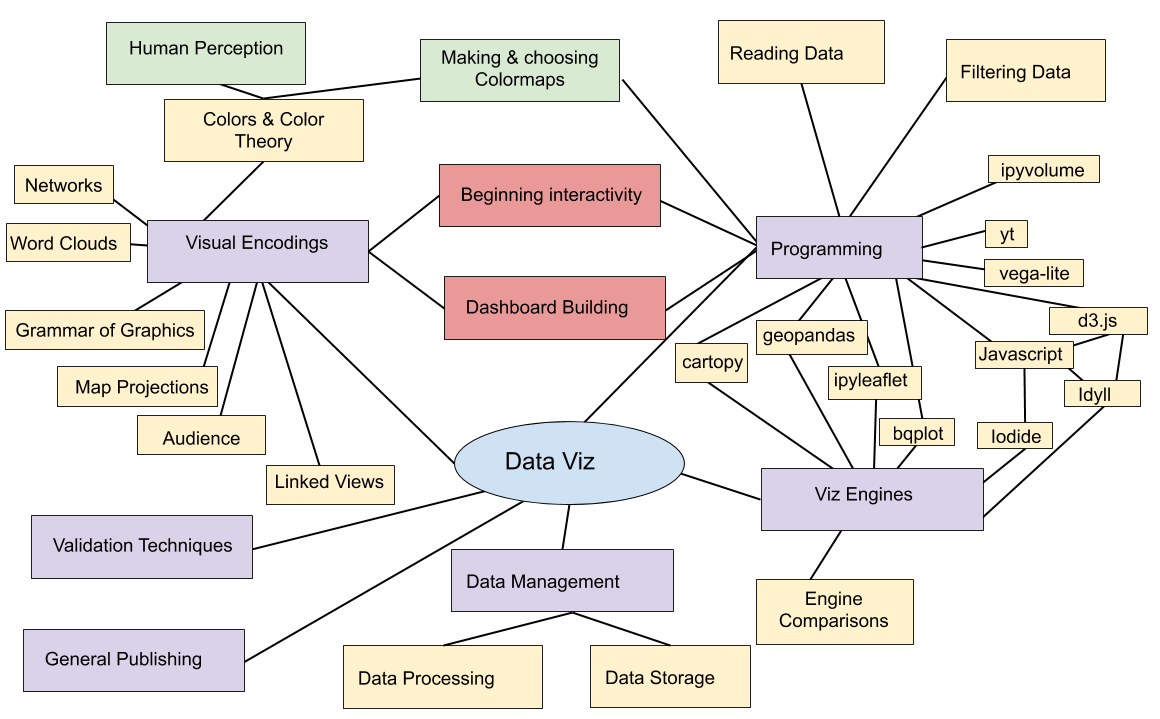 Human Perception
Making & choosing
Colormaps
Reading Data
Filtering Data
Colors & Color
Theory
Networks
Word Clouds
Visual Encodings
Beginning interactivity
Programming
ipyvolume
yt
vega-lite
Grammar of Graphics
Dashboard Building
d3.js
geopandas
cartopy
Javascript
ipyleaflet
Idyll
Map Projections
Audience
bqplot
Iodide
Linked Views
Data Viz
Viz Engines
Validation Techniques
Data Management
Engine
Comparisons
General Publishing
Data Processing
Data Storage